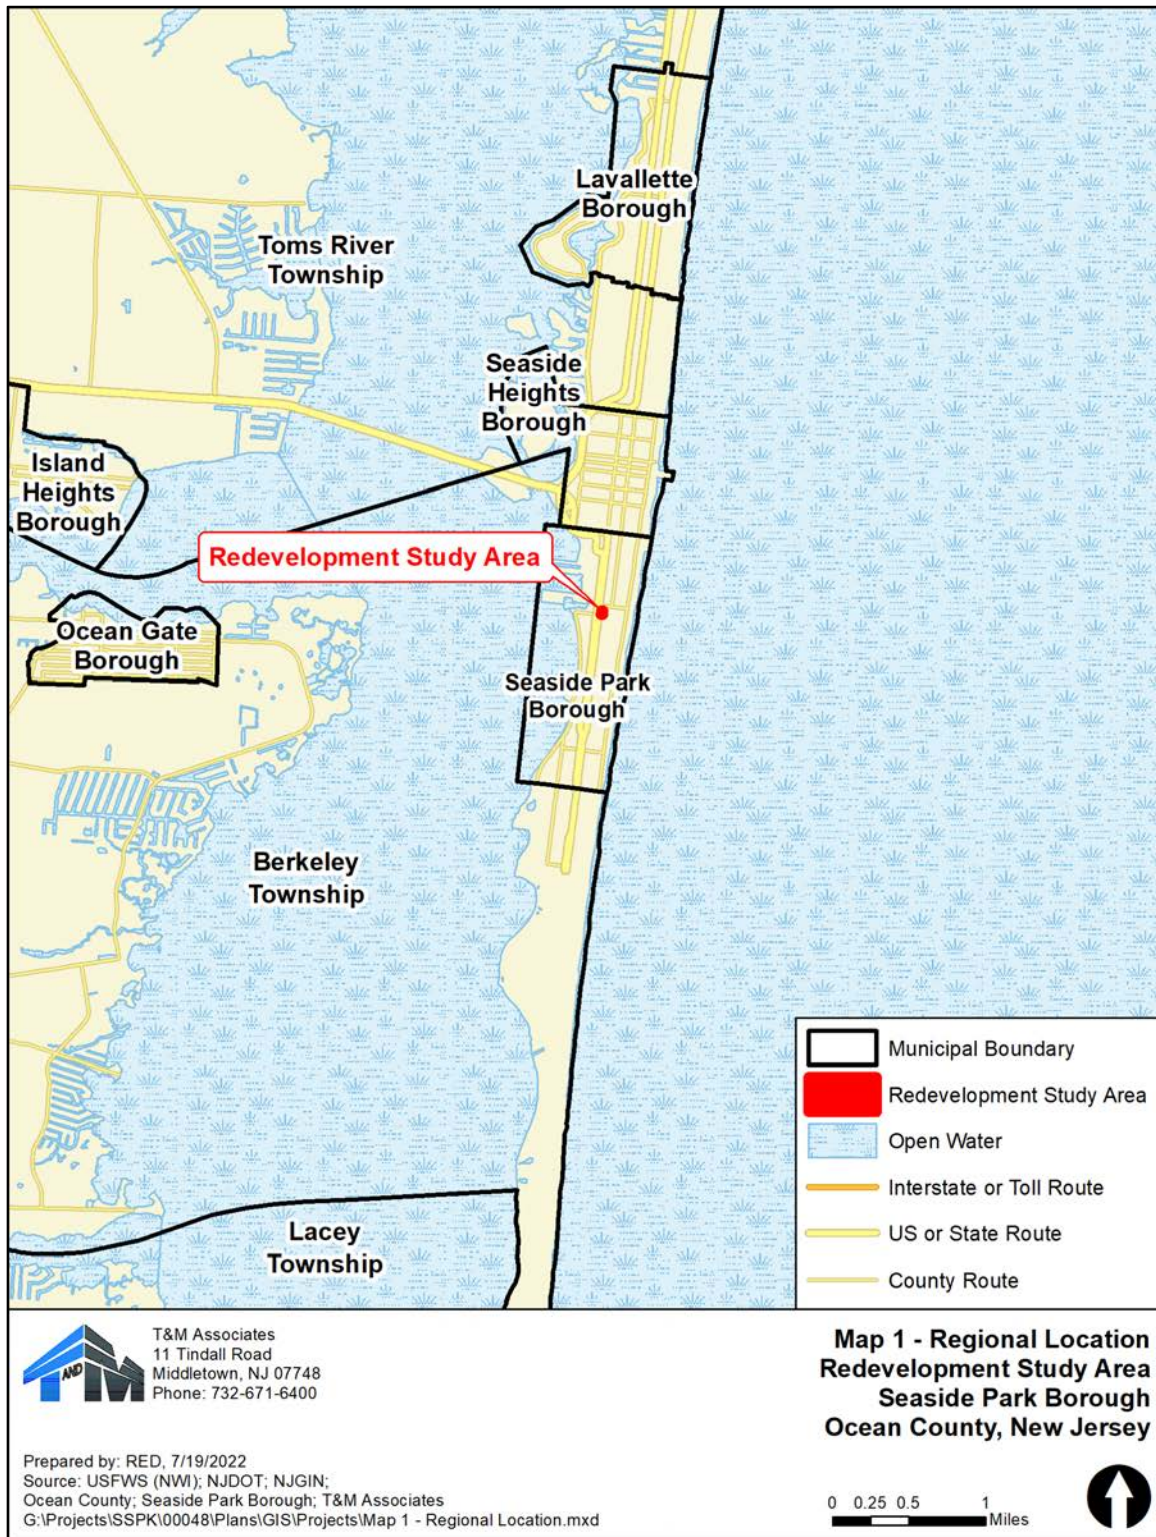 Lavallette
Borough
Toms River
Township
Seaside
Heights
Borough
Island
Heights
Borough
Redevelopment Study Area
Ocean Gate
Borough
Seaside Park
Borough
Berkeley
Township
Lacey
Township
Municipal Boundary
Redevelopment Study Area
Open Water
Interstate or Toll Route
US or State Route
County Route
T AND M
T&M Associates
11 Tindall Road
Middletown, NJ 07748
Phone: 732-671-6400
Map 1 - Regional Location
Redevelopment Study Area
Seaside Park Borough
Ocean County, New Jersey
Prepared by: RED, 7/19/2022
Source: USFWS (NWI); NJDOT; NJGIN;
Ocean County; Seaside Park Borough; T&M Associates
G:\Projects\SSPK\00048\Plans\GIS\Projects\Map 1 - Regional Location.mxd
0 0.25 0.5 1
Miles